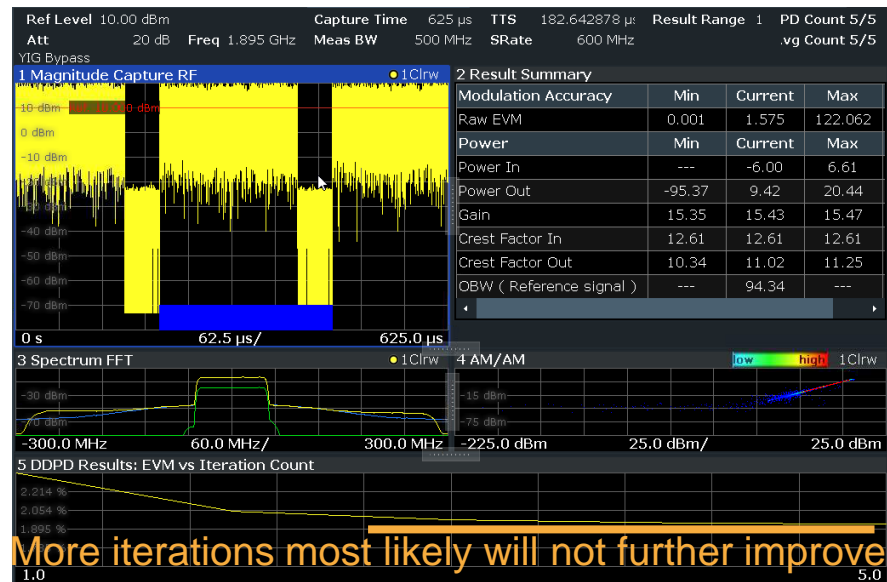 Ref Level 10.00 dBm Capture Time 625 µs TTS 182.642878 µs Result Range 1 PD Count 5/5
Att 20 dB Freq 1.895 GHz Meas BW 500 MHz SRate 600 MHz .vg Count 5/5
YIG Bypass
1 Magnitude Capture RF 1Clrw
10 dBm
0 dBm
-10 dBm
-30 dBm
-40 dBm
-50 dBm
-60 dBm
-70 dBm
0 s 62.5 µs/ 625.0 µs
2 Result Summary
Modulation Accuracy Min Current Max
Raw EVM 0.001 1.575 122.062
Power Min Current Max
Power In --- -6.00 6.61
Power Out -95.37 9.42 20.44
Gain 15.35 15.43 15.47
Crest Factor In 12.61 12.61 12.61
Crest Factor Out 10.34 11.02 11.25
OBW ( Reference signal ) --- 94.34 ---
3 Spectrum FFT 1Clrw
-30 dBm
-300.0 MHz 60.0 MHz/ 300.0 MHz
4 AM/AM low high 1Clrw
-15 dBm
-75 dBm
-225.0 dBm 25.0 dBm/ 25.0 dBm
5 DDPD Results: EVM vs Iteration Count
2.214 %
2.054 %
1.895 %
More iterations most likely will not further improve
1.0 5.0